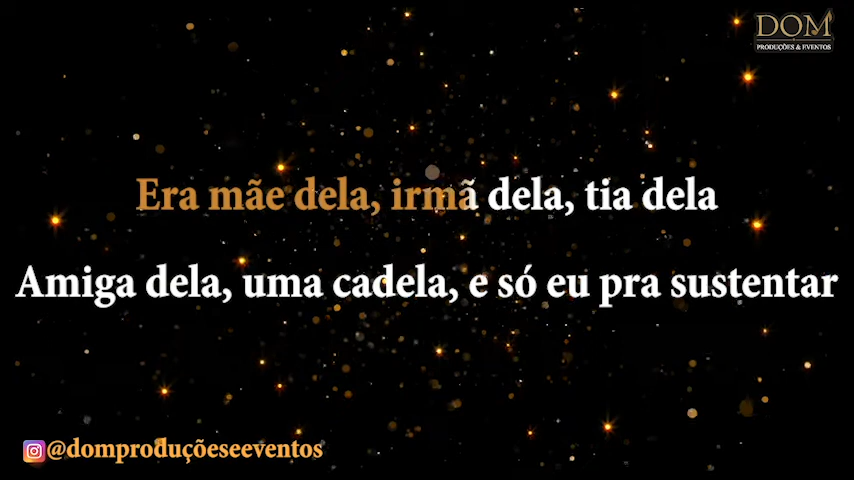 DOM
PRODUÇÕES & EVENTOS
Era mãe dela, irmã dela, tia dela
Amiga dela, uma cadela, e só eu pra sustentar
@domproduçõeseeventos